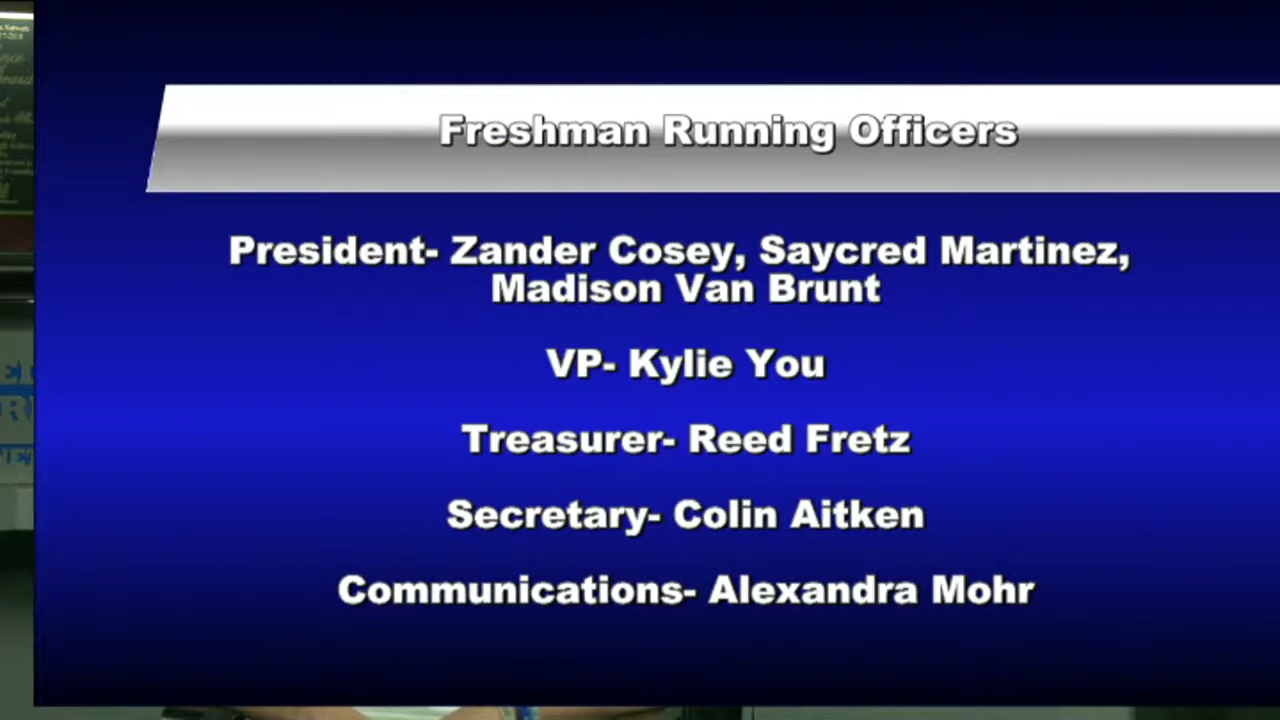 Freshman Running Officers
President- Zander Cosey, Saycred Martinez,
Madison Van Brunt
VP- Kylie You
Treasurer- Reed Fretz
Secretary- Colin Aitken
Communications- Alexandra Mohr